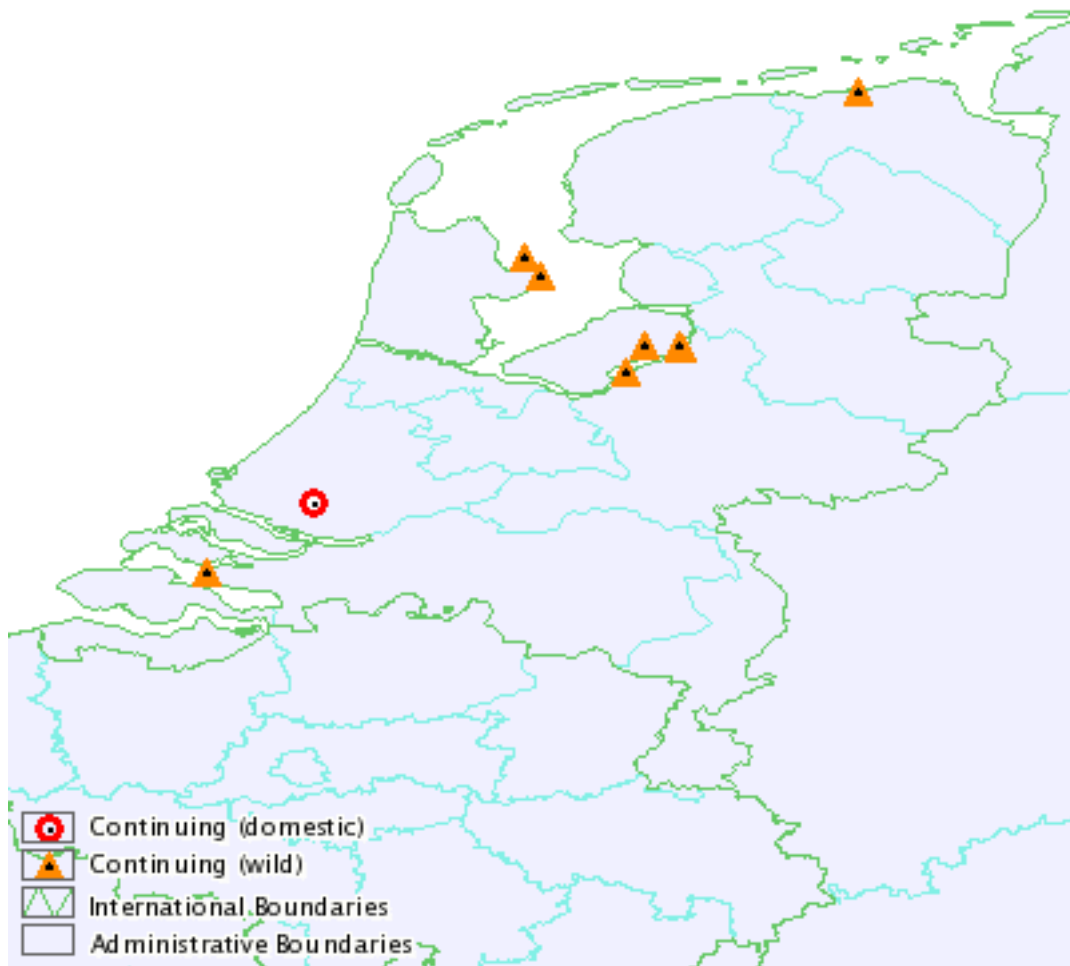 Continuing (domestic)
Continuing (wild)
International Boundaries
Administrative Boundaries